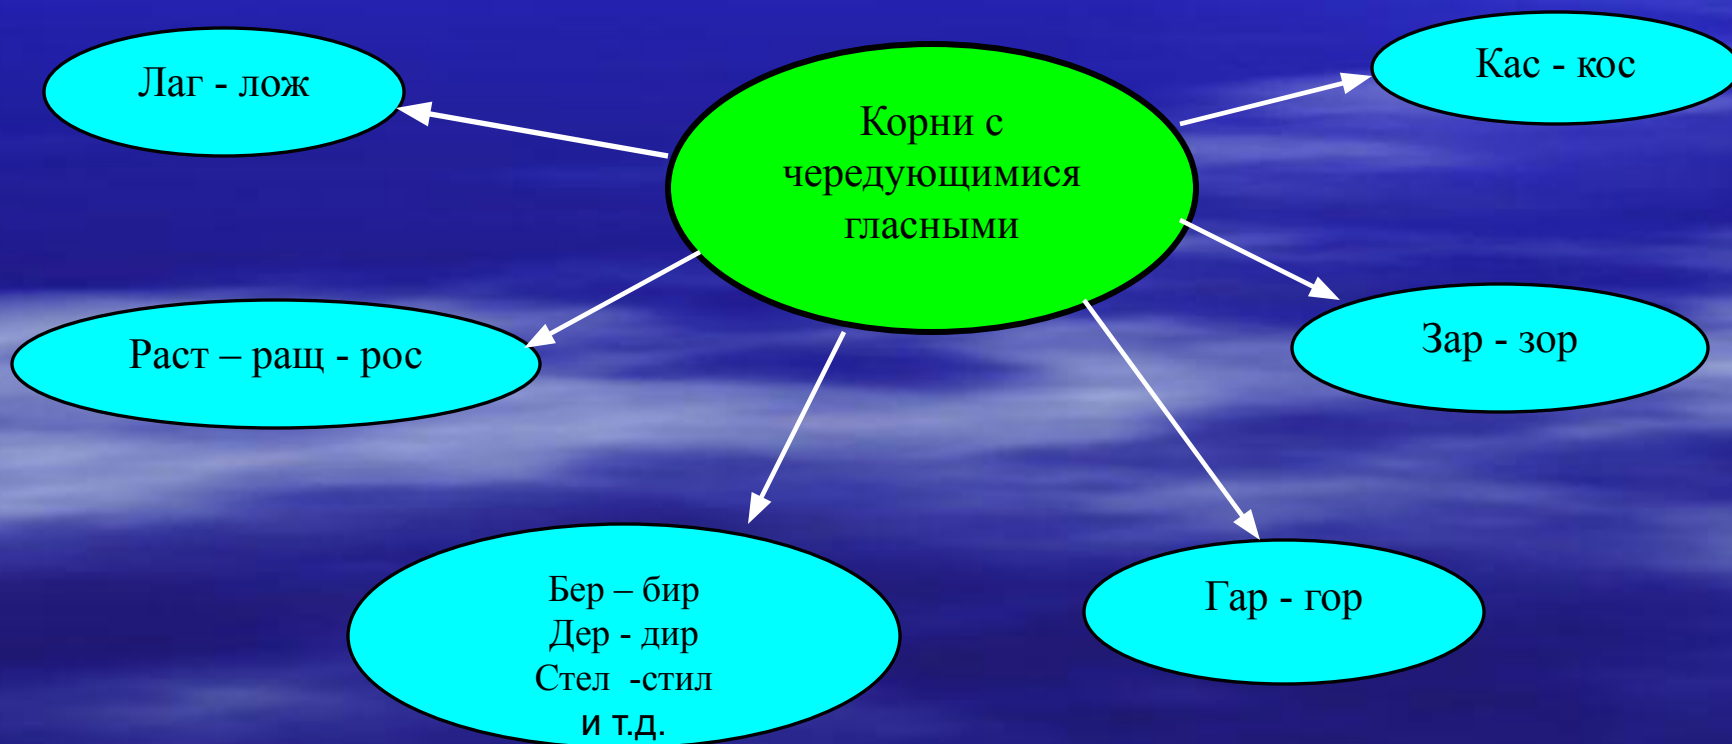 Лаг - лож
Корни с
чередующимися
гласными
Кас - кос
Раст – ращ - рос
Зар - зор
Бер – бир
Дер - дир
Стел -стил
и т.д.
Гар - гор